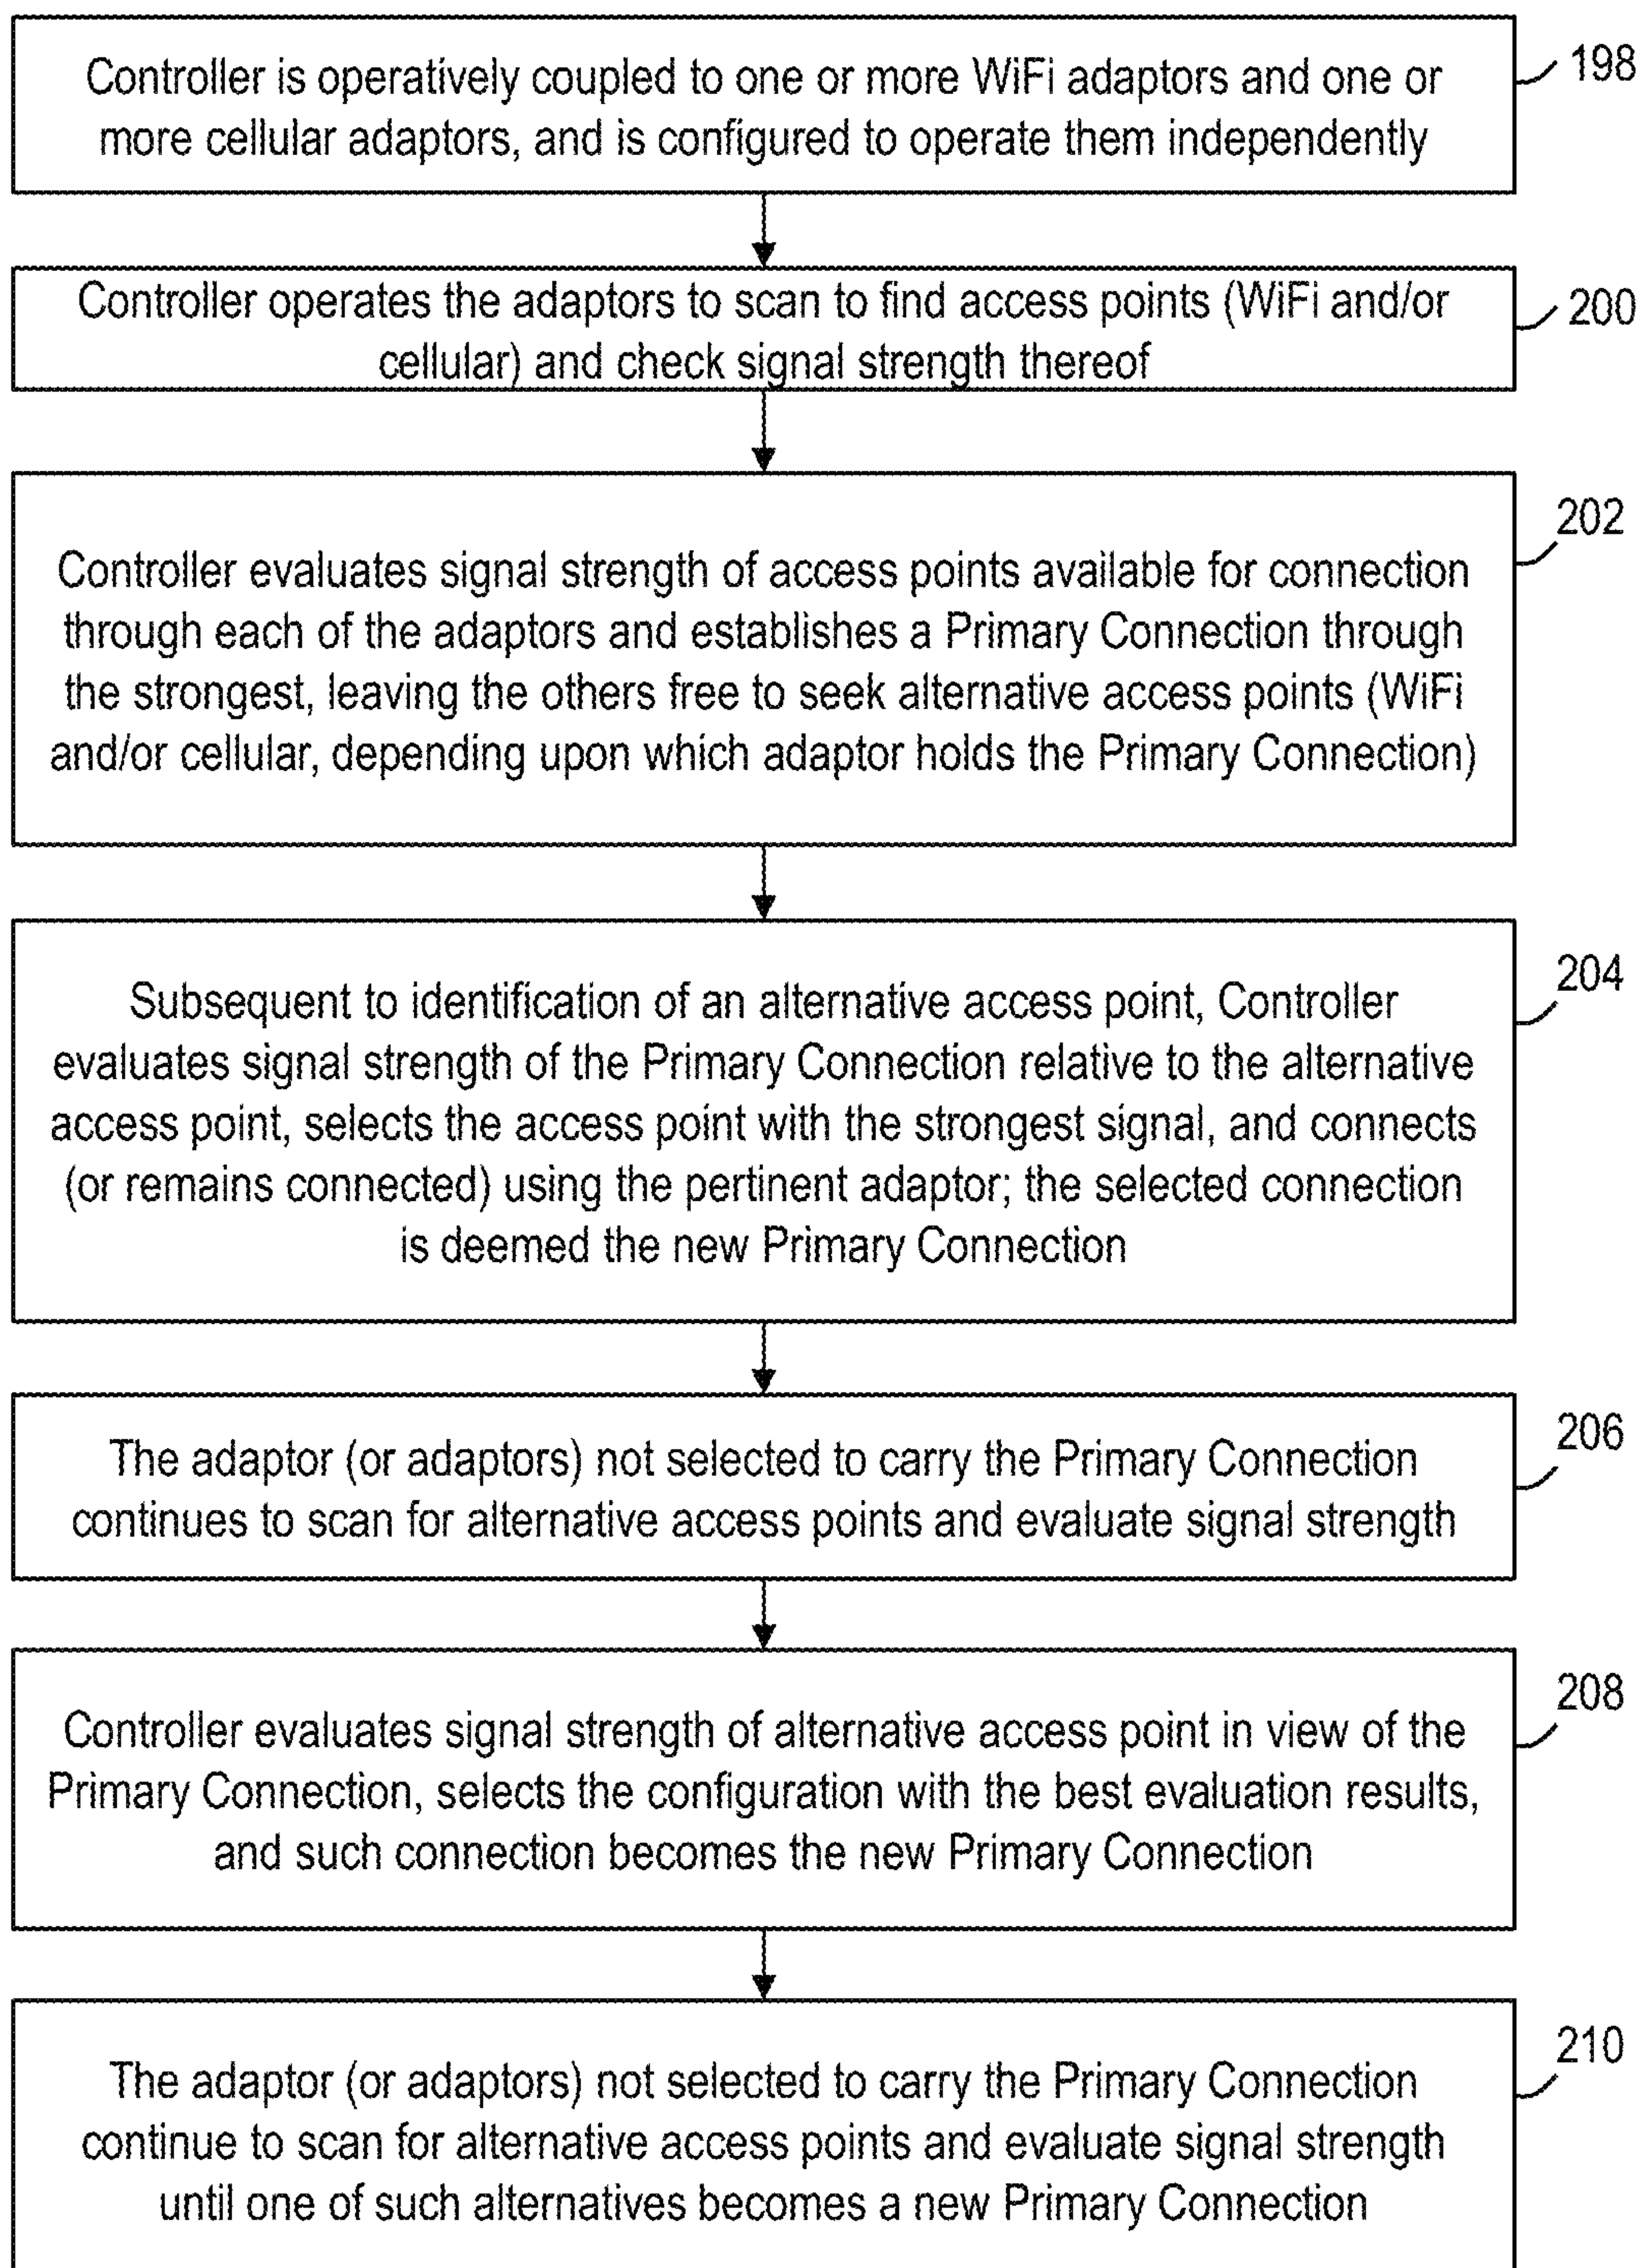 Controller is operatively coupled to one or more WiFi adaptors and one or
more cellular adaptors, and is configured to operate them independently
198
Controller operates the adaptors to scan to find access points (WiFi and/or
cellular) and check signal strength thereof
200
Controller evaluates signal strength of access points available for connection
through each of the adaptors and establishes a Primary Connection through
the strongest, leaving the others free to seek alternative access points (WiFi
and/or cellular, depending upon which adaptor holds the Primary Connection)
202
Subsequent to identification of an alternative access point, Controller
evaluates signal strength of the Primary Connection relative to the alternative
access point, selects the access point with the strongest signal, and connects
(or remains connected) using the pertinent adaptor; the selected connection
is deemed the new Primary Connection
204
The adaptor (or adaptors) not selected to carry the Primary Connection
continues to scan for alternative access points and evaluate signal strength
206
Controller evaluates signal strength of alternative access point in view of the
Primary Connection, selects the configuration with the best evaluation results,
and such connection becomes the new Primary Connection
208
The adaptor (or adaptors) not selected to carry the Primary Connection
continue to scan for alternative access points and evaluate signal strength
until one of such alternatives becomes a new Primary Connection
210